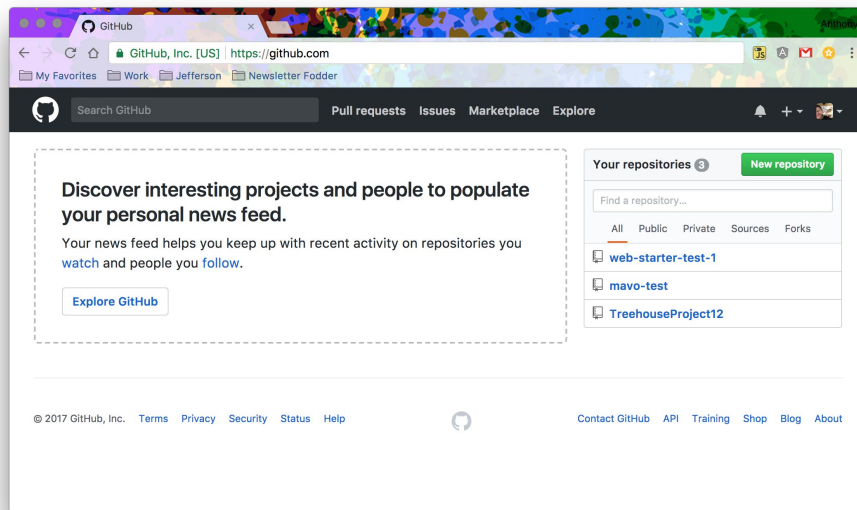 GitHub
GitHub, Inc. [US] https://github.com
JS A M
My Favorites Work Jefferson Newsletter Fodder
Search GitHub Pull requests Issues Marketplace Explore
Discover interesting projects and people to populate
your personal news feed.
Your news feed helps you keep up with recent activity on repositories you
watch and people you follow.
Explore GitHub
Your repositories 3 New repository
Find a repository...
All Public Private Sources Forks
web-starter-test-1
mavo-test
TreehouseProject12
© 2017 GitHub, Inc. Terms Privacy Security Status Help Contact GitHub API Training Shop Blog About